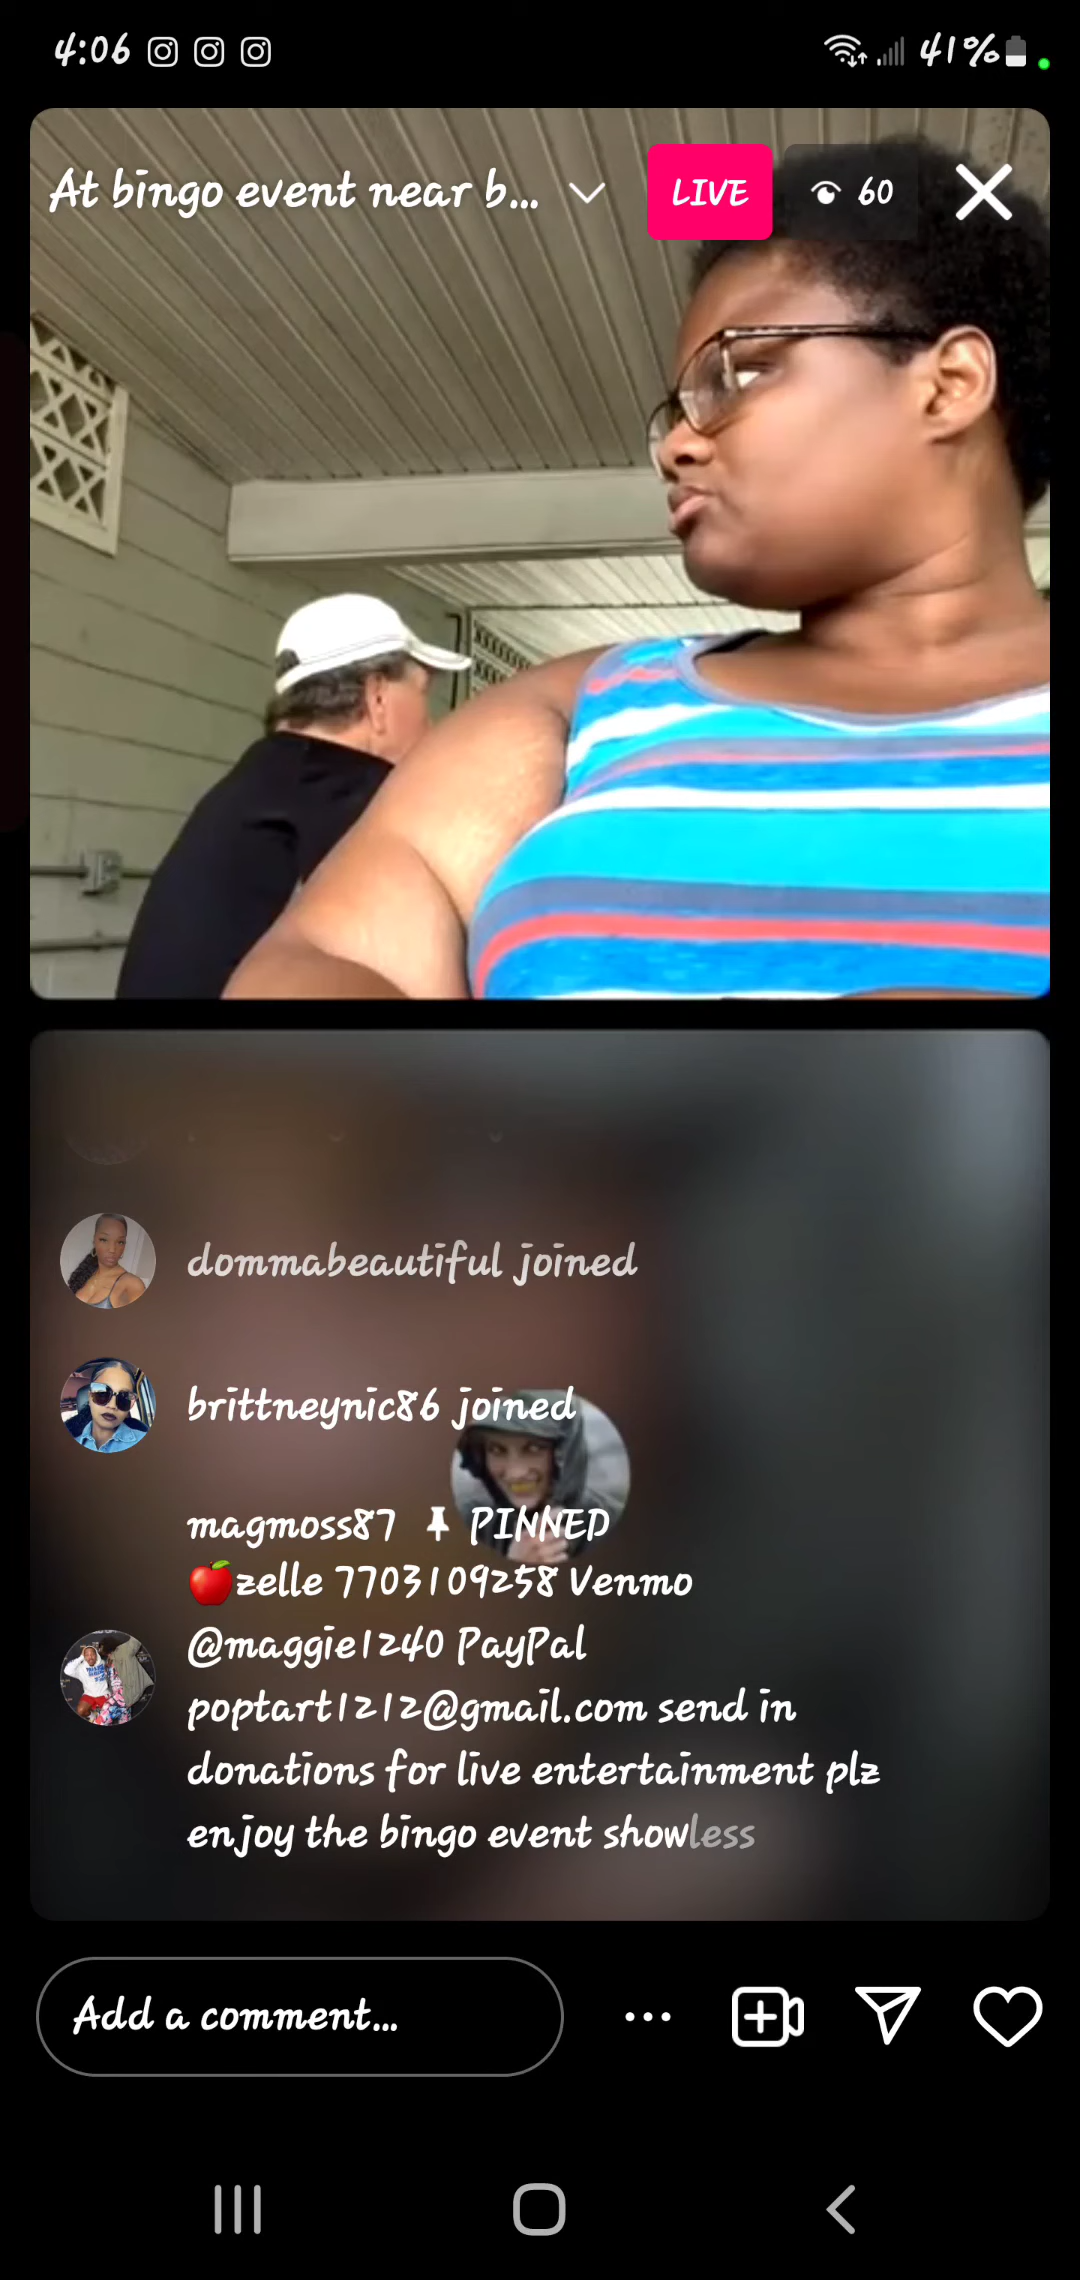 4:06 41%
At bingo event near b... LIVE 60
dommabeautiful joined
brittneynic86 joined
magmoss87 📌 PINNED
🍎zelle 7703109258 Venmo
@maggie1240 PayPal
poptart1212@gmail.com send in
donations for live entertainment plz
enjoy the bingo event showless
Add a comment...